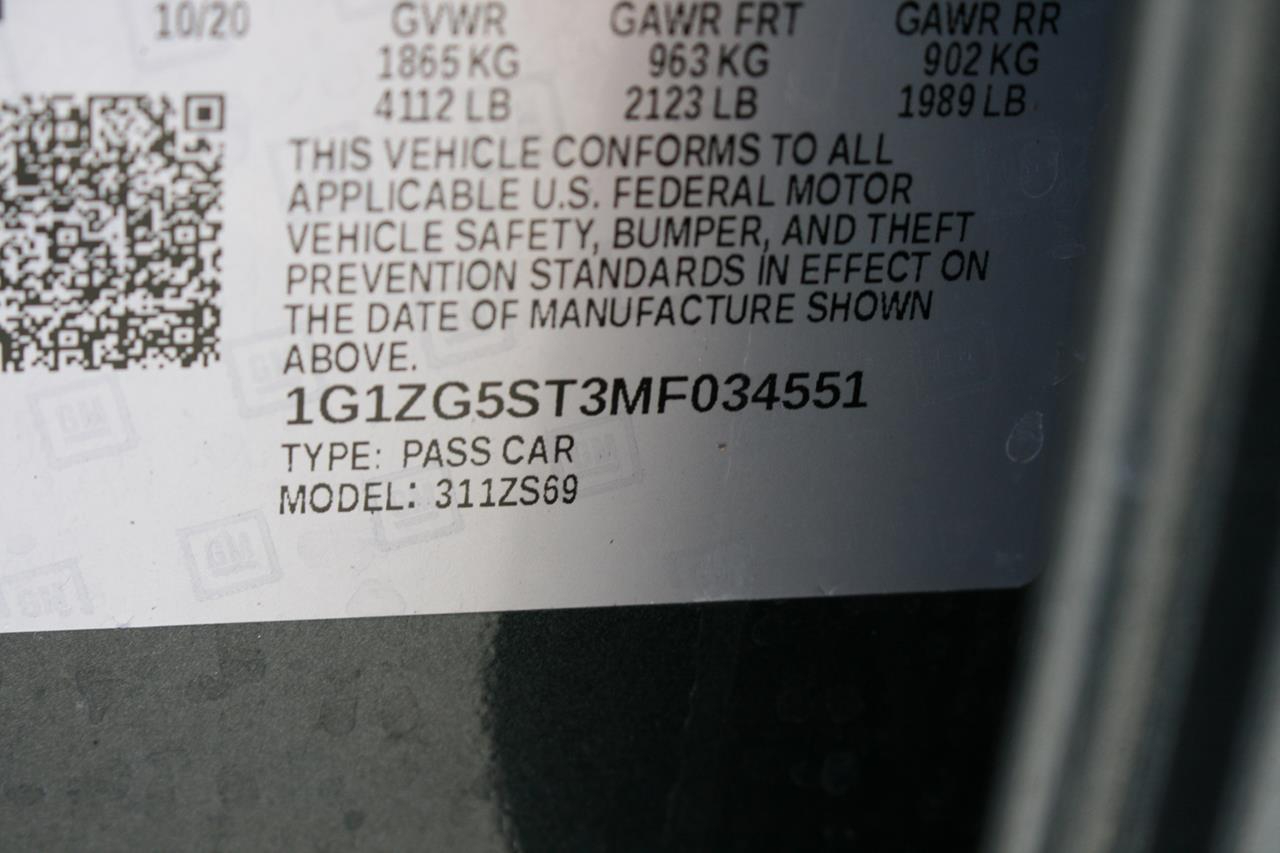 10/20 GVWR GAWR FRT GAWR RR
1865 KG 963 KG 902 KG
4112 LB 2123 LB 1989 LB
THIS VEHICLE CONFORMS TO ALL
APPLICABLE U.S. FEDERAL MOTOR
VEHICLE SAFETY, BUMPER, AND THEFT
PREVENTION STANDARDS IN EFFECT ON
THE DATE OF MANUFACTURE SHOWN
ABOVE.
1G1ZG5ST3MF034551
TYPE: PASS CAR
MODEL: 311ZS69